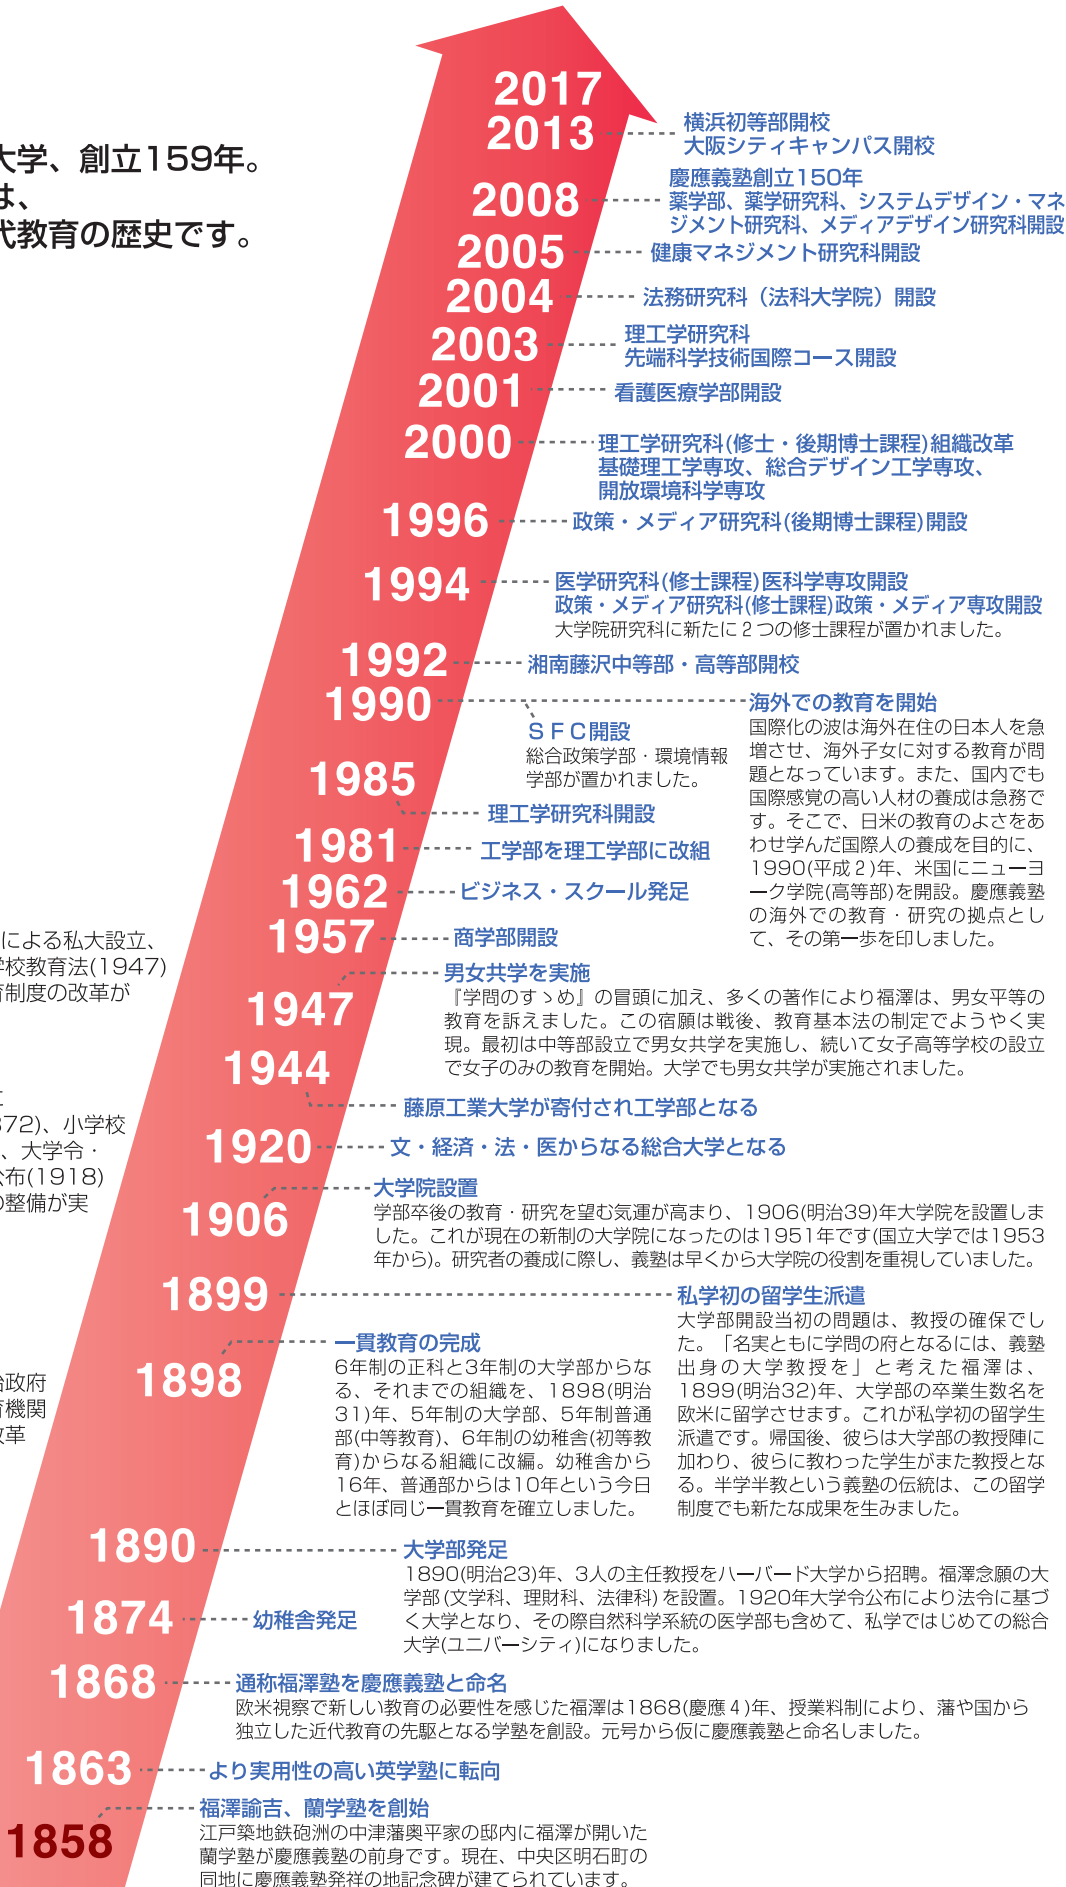 大学、創立159年。
は、
代教育の歴史です。
2017
2013
横浜初等部開校
大阪シティキャンパス開校
2008
慶應義塾創立150年
薬学部、薬学研究科、システムデザイン・マネ
ジメント研究科、メディアデザイン研究科開設
2005
健康マネジメント研究科開設
2004
法務研究科（法科大学院）開設
2003
理工学研究科
先端科学技術国際コース開設
2001
看護医療学部開設
2000
理工学研究科(修士・後期博士課程)組織改革
基礎理工学専攻、総合デザイン工学専攻、
開放環境科学専攻
1996
政策・メディア研究科(後期博士課程)開設
1994
医学研究科(修士課程)医科学専攻開設
政策・メディア研究科(修士課程)政策・メディア専攻開設
大学院研究科に新たに２つの修士課程が置かれました。
1992
湘南藤沢中等部・高等部開校
1990
ＳＦＣ開設
総合政策学部・環境情報
学部が置かれました。
海外での教育を開始
国際化の波は海外在住の日本人を急
増させ、海外子女に対する教育が問
題となっています。また、国内でも
国際感覚の高い人材の養成は急務で
す。そこで、日米の教育のよさをあ
わせ学んだ国際人の養成を目的に、
1990(平成２)年、米国にニューヨ
ーク学院(高等部)を開設。慶應義塾
の海外での教育・研究の拠点とし
て、その第一歩を印しました。
1985
理工学研究科開設
1981
工学部を理工学部に改組
1962
ビジネス・スクール発足
1957
商学部開設
による私大設立、
学校教育法(1947)
育制度の改革が
1947
男女共学を実施
『学問のすゝめ』の冒頭に加え、多くの著作により福澤は、男女平等の
教育を訴えました。この宿願は戦後、教育基本法の制定でようやく実
現。最初は中等部設立で男女共学を実施し、続いて女子高等学校の設立
で女子のみの教育を開始。大学でも男女共学が実施されました。
1944
藤原工業大学が寄付され工学部となる
872)、小学校
、大学令・
公布(1918)
の整備が実
1920
文・経済・法・医からなる総合大学となる
1906
大学院設置
学部卒後の教育・研究を望む気運が高まり、1906(明治39)年大学院を設置しま
した。これが現在の新制の大学院になったのは1951年です(国立大学では1953
年から)。研究者の養成に際し、義塾は早くから大学院の役割を重視していました。
1899
私学初の留学生派遣
大学部開設当初の問題は、教授の確保でし
た。「名実ともに学問の府となるには、義塾
出身の大学教授を」と考えた福澤は、
1899(明治32)年、大学部の卒業生数名を
欧米に留学させます。これが私学初の留学生
派遣です。帰国後、彼らは大学部の教授陣に
加わり、彼らに教わった学生がまた教授とな
る。半学半教という義塾の伝統は、この留学
制度でも新たな成果を生みました。
1898
一貫教育の完成
6年制の正科と3年制の大学部からな
る、それまでの組織を、1898(明治
31)年、5年制の大学部、5年制普通
部(中等教育)、6年制の幼稚舎(初等教
育)からなる組織に改編。幼稚舎から
16年、普通部からは10年という今日
とほぼ同じ一貫教育を確立しました。
治政府
育機関
改革
1890
大学部発足
1890(明治23)年、3人の主任教授をハーバード大学から招聘。福澤念願の大
学部(文学科、理財科、法律科)を設置。1920年大学令公布により法令に基づ
く大学となり、その際自然科学系統の医学部も含めて、私学ではじめての総合
大学(ユニバーシティ)になりました。
1874
幼稚舎発足
1868
通称福澤塾を慶應義塾と命名
欧米視察で新しい教育の必要性を感じた福澤は1868(慶應４)年、授業料制により、藩や国から
独立した近代教育の先駆となる学塾を創設。元号から仮に慶應義塾と命名しました。
1863
より実用性の高い英学塾に転向
1858
福澤諭吉、蘭学塾を創始
江戸築地鉄砲洲の中津藩奥平家の邸内に福澤が開いた
蘭学塾が慶應義塾の前身です。現在、中央区明石町の
同地に慶應義塾発祥の地記念碑が建てられています。